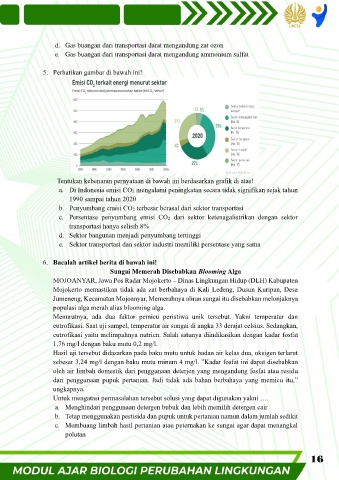 d. Gas buangan dari transportasi darat mengandung zat ozon
e. Gas buangan dari transportasi darat mengandung ammonium sulfat
5. Perhatikan gambar di bawah ini!
Emisi CO₂ terkait energi menurut sektor
2020
27%
Tentukan kebenaran pernyataan di bawah ini berdasarkan grafik di atas!
a. Di Indonesia emisi CO₂ mengalami peningkatan secara tidak signifikan sejak tahun
1990 sampai tahun 2020
b. Penyumbang emisi CO₂ terbesar berasal dari sektor transportasi
c. Persentase penyumbang emisi CO₂ dari sektor ketenagalistrikan dengan sektor
transportasi hanya selisih 8%
d. Sektor bangunan menjadi penyumbang tertinggi
e. Sektor transportasi dan sektor industri memiliki persentase yang sama
6. Bacalah artikel berita di bawah ini!
Sungai Memerah Disebabkan Blooming Alga
MOJOANYAR, Jawa Pos Radar Mojokerto – Dinas Lingkungan Hidup (DLH) Kabupaten
Mojokerto memastikan tidak ada zat berbahaya di Kali Ledeng, Dusun Kuripan, Desa
Jumeneng, Kecamatan Mojoanyar, Memerahnya aliran sungai itu disebabkan melonjaknya
populasi alga merah alias blooming alga.
Menurutnya, ada dua faktor pemicu peristiwa unik tersebut. Yakni temperatur dan
eutrofikasi. Saat uji sampel, temperatur air sungai di angka 33 derajat celsius. Sedangkan,
eutrofikasi yaitu melimpahnya nutrien. Salah satunya diindikasikan dengan kadar fosfat
1,76 mg/l dengan baku mutu 0,2 mg/l.
Hasil uji tersebut didasarkan pada baku mutu untuk badan air kelas dua, oksigen terlarut
sebesar 3,24 mg/l dengan baku mutu minum 4 mg/l. "Kadar fosfat ini dapat disebabkan
oleh air limbah domestik dari penggunaan deterjen yang mengandung fosfat atau residu
dari penggunaan pupuk pertanian. Jadi tidak ada bahan berbahaya yang memicu itu,"
ungkapnya.
Untuk mengatasi permasalahan tersebut solusi yang dapat digunakan yakni ….
a. Menghindari penggunaan detergen bubuk dan lebih memilih detergen cair
b. Tetap menggunakan pestisida dan pupuk untuk pertanian namun dalam jumlah sedikit
c. Membuang limbah hasil pertanian atau peternakan ke sungai agar dapat menangkal
polutan
16
MODUL AJAR BIOLOGI PERUBAHAN LINGKUNGAN